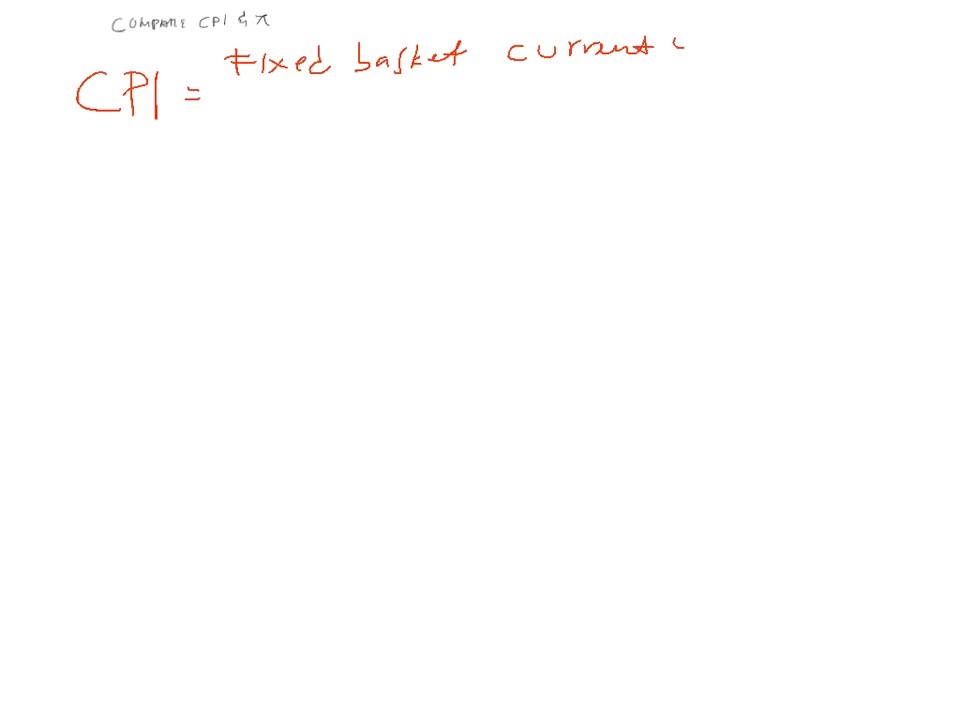 COMPARE CPI & π
Fixed basket current
CPI =